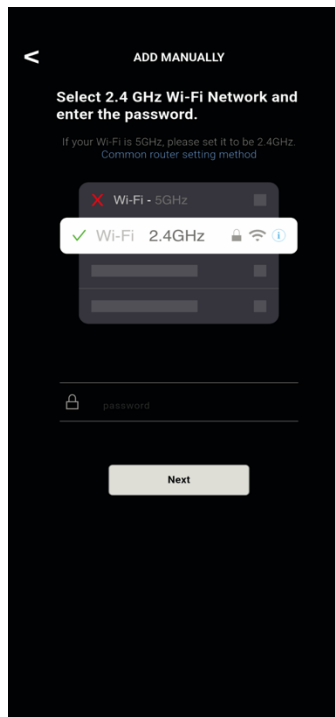 ADD MANUALLY
Select 2.4 GHz Wi-Fi Network and
enter the password.
If your Wi-Fi is 5GHz, please set it to be 2.4GHz.
Common router setting method
Wi-Fi - 5GHz
Wi-Fi 2.4GHz
password
Next